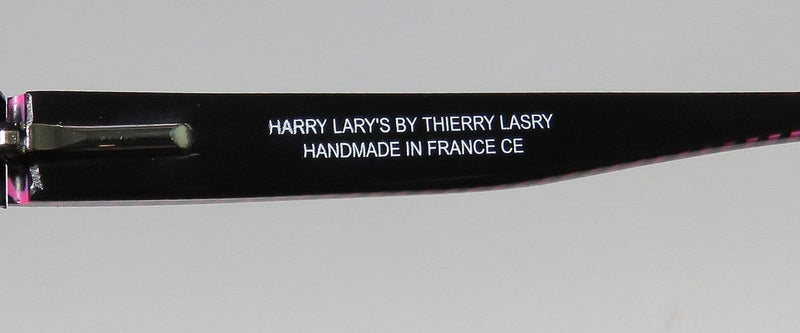 HARRY LARY'S BY THIERRY LASRY
HANDMADE IN FRANCE CE